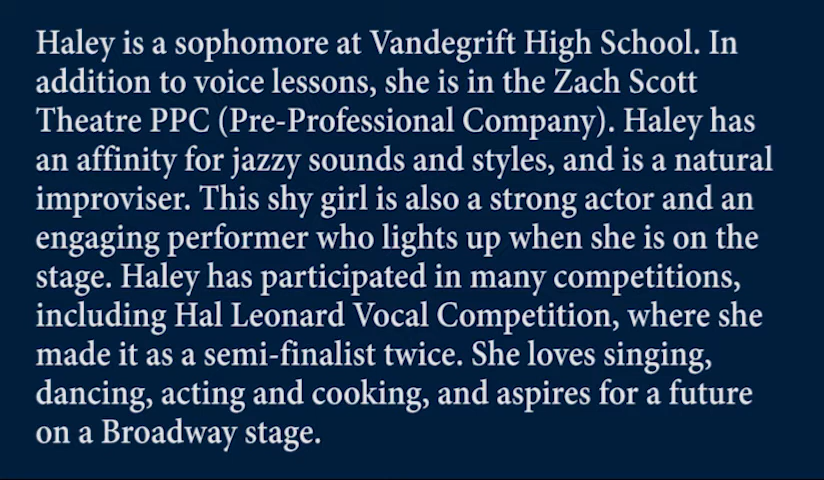 Haley is a sophomore at Vandegrift High School. In
addition to voice lessons, she is in the Zach Scott
Theatre PPC (Pre-Professional Company). Haley has
an affinity for jazzy sounds and styles, and is a natural
improviser. This shy girl is also a strong actor and an
engaging performer who lights up when she is on the
stage. Haley has participated in many competitions,
including Hal Leonard Vocal Competition, where she
made it as a semi-finalist twice. She loves singing,
dancing, acting and cooking, and aspires for a future
on a Broadway stage.